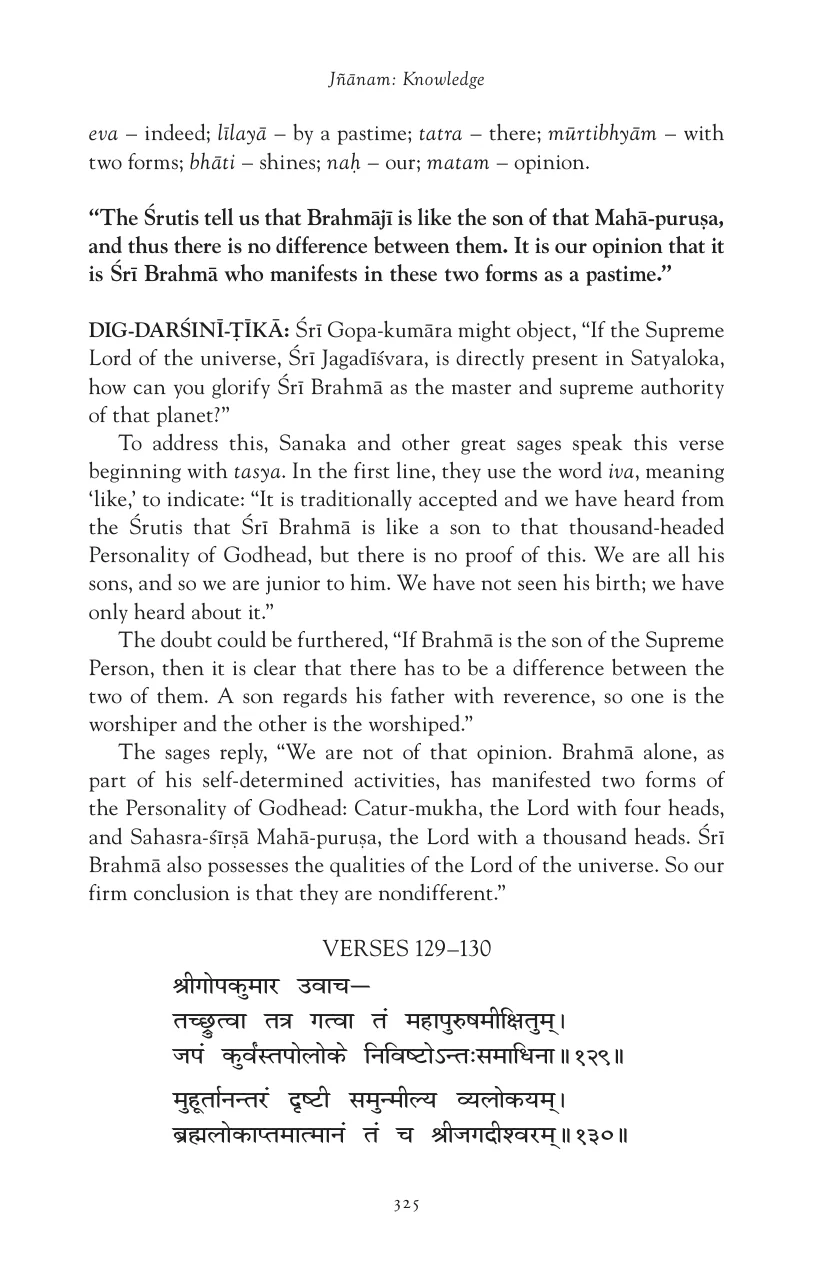 Jñānam: Knowledge
eva – indeed; līlayā – by a pastime; tatra – there; mūrtibhyām – with
two forms; bhāti – shines; naḥ – our; matam – opinion.
“The Śrutis tell us that Brahmājī is like the son of that Mahā-puruṣa,
and thus there is no difference between them. It is our opinion that it
is Śrī Brahmā who manifests in these two forms as a pastime.”
DIG-DARŚINĪ-ṬĪKĀ: Śrī Gopa-kumāra might object, “If the Supreme
Lord of the universe, Śrī Jagadīśvara, is directly present in Satyaloka,
how can you glorify Śrī Brahmā as the master and supreme authority
of that planet?”
To address this, Sanaka and other great sages speak this verse
beginning with tasya. In the first line, they use the word iva, meaning
‘like,’ to indicate: “It is traditionally accepted and we have heard from
the Śrutis that Śrī Brahmā is like a son to that thousand-headed
Personality of Godhead, but there is no proof of this. We are all his
sons, and so we are junior to him. We have not seen his birth; we have
only heard about it.”
The doubt could be furthered, “If Brahmā is the son of the Supreme
Person, then it is clear that there has to be a difference between the
two of them. A son regards his father with reverence, so one is the
worshiper and the other is the worshiped.”
The sages reply, “We are not of that opinion. Brahmā alone, as
part of his self-determined activities, has manifested two forms of
the Personality of Godhead: Catur-mukha, the Lord with four heads,
and Sahasra-śīrṣā Mahā-puruṣa, the Lord with a thousand heads. Śrī
Brahmā also possesses the qualities of the Lord of the universe. So our
firm conclusion is that they are nondifferent.”
VERSES 129–130
श्रीगोपकुमार उवाच—
तच्छ्रुत्वा तत्र गत्वा तं महापुरुषमीक्षितुम्।
जपं कुर्वंस्तपोलोके निविष्टोऽन्तःसमाधिना॥१२९॥
मुहूर्तानन्तरं दृष्टी समुन्मील्य व्यलोकयम्।
ब्रह्मलोकाप्तमात्मानं तं च श्रीजगदीश्वरम्॥१३०॥
325